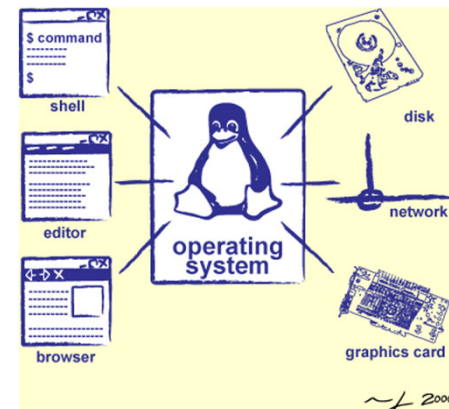 $ command
$
shell
editor
browser
operating
system
disk
network
graphics card